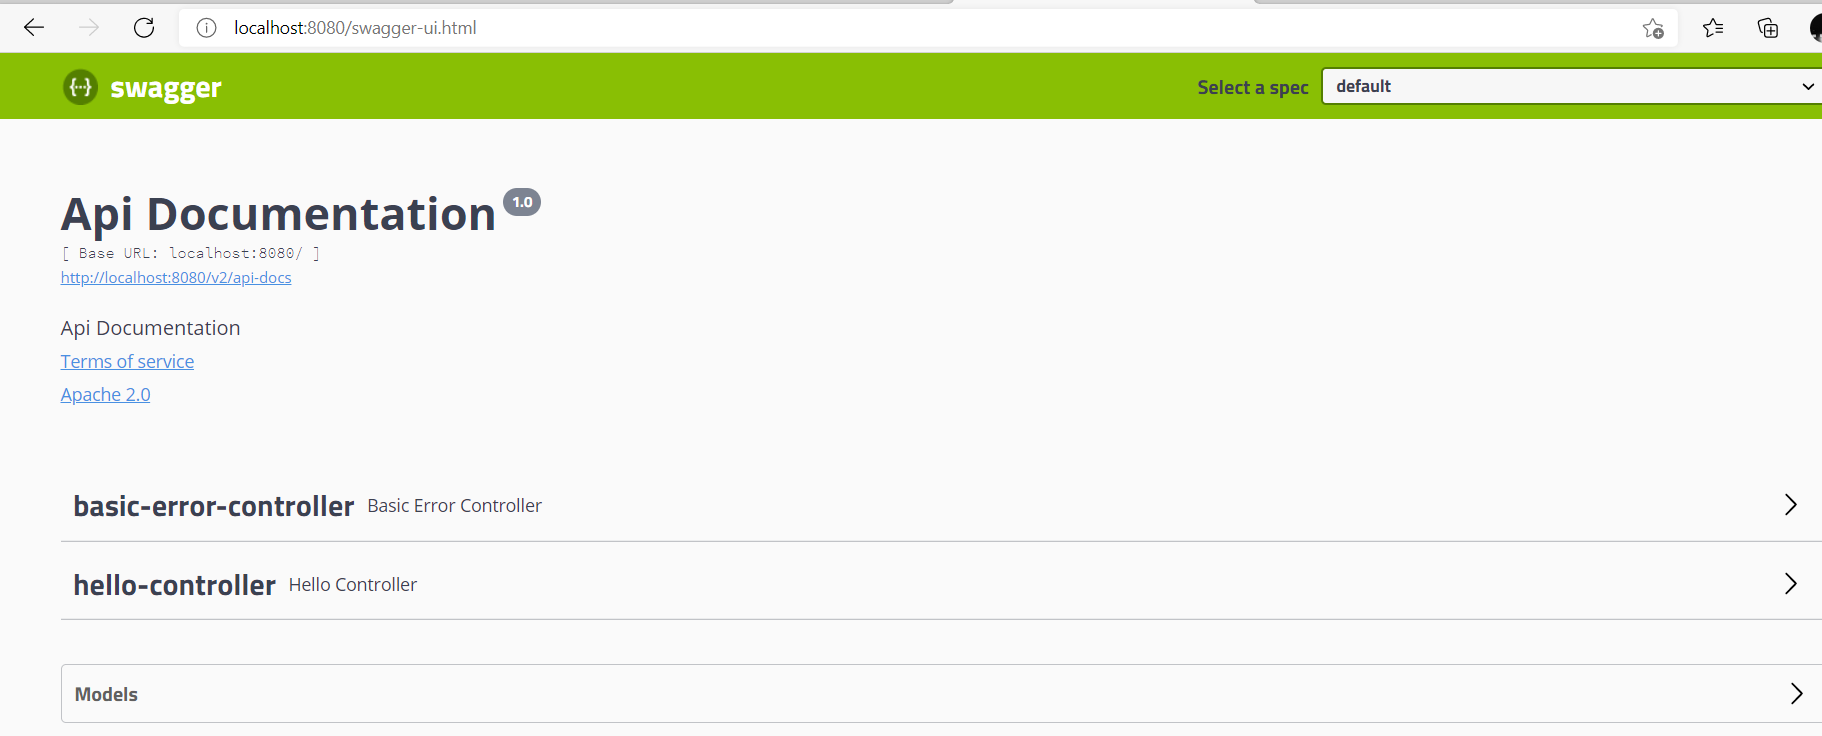 localhost:8080/swagger-ui.html
{···} swagger Select a spec default
Api Documentation 1.0
[ Base URL: localhost:8080/ ]
http://localhost:8080/v2/api-docs
Api Documentation
Terms of service
Apache 2.0
basic-error-controller Basic Error Controller
hello-controller Hello Controller
Models